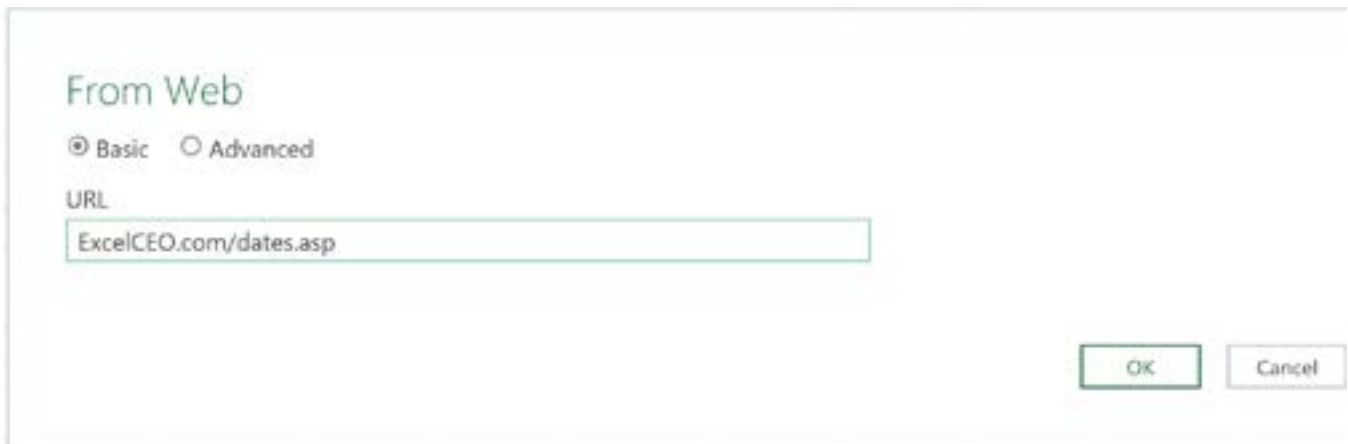 From Web
Basic Advanced
URL
ExcelCEO.com/dates.asp
OK Cancel